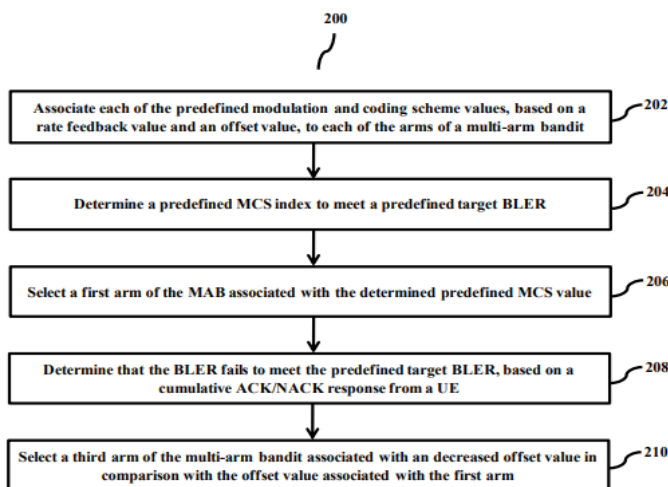 200
Associate each of the predefined modulation and coding scheme values, based on a
rate feedback value and an offset value, to each of the arms of a multi-arm bandit
202
Determine a predefined MCS index to meet a predefined target BLER
204
Select a first arm of the MAB associated with the determined predefined MCS value
206
Determine that the BLER fails to meet the predefined target BLER, based on a
cumulative ACK/NACK response from a UE
208
Select a third arm of the multi-arm bandit associated with an decreased offset value in
comparison with the offset value associated with the first arm
210